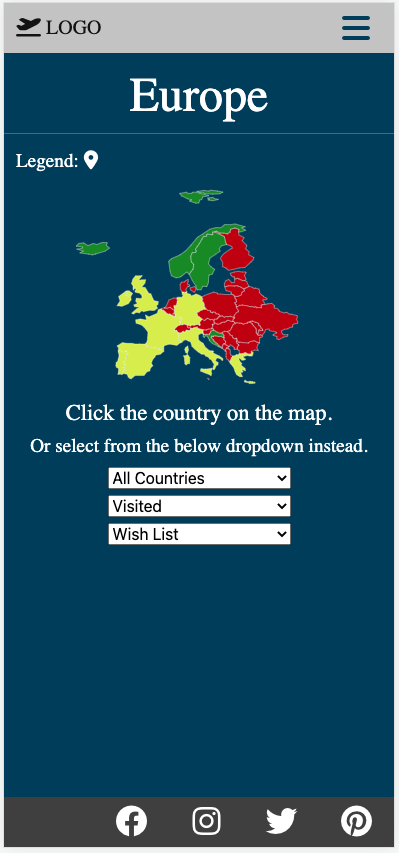 LOGO
Europe
Legend:
Click the country on the map.
Or select from the below dropdown instead.
All Countries
Visited
Wish List